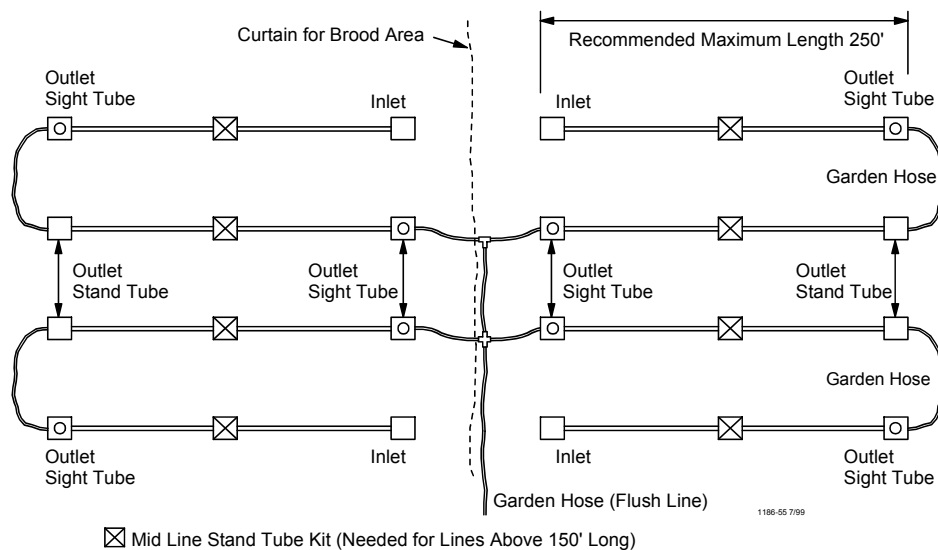 Curtain for Brood Area
Recommended Maximum Length 250'
Outlet
Sight Tube
Inlet
Inlet
Outlet
Sight Tube
Garden Hose
Outlet
Stand Tube
Outlet
Sight Tube
Outlet
Sight Tube
Outlet
Stand Tube
Garden Hose
Outlet
Sight Tube
Inlet
Inlet
Outlet
Sight Tube
Garden Hose (Flush Line)
1186-55 7/99
Mid Line Stand Tube Kit (Needed for Lines Above 150' Long)